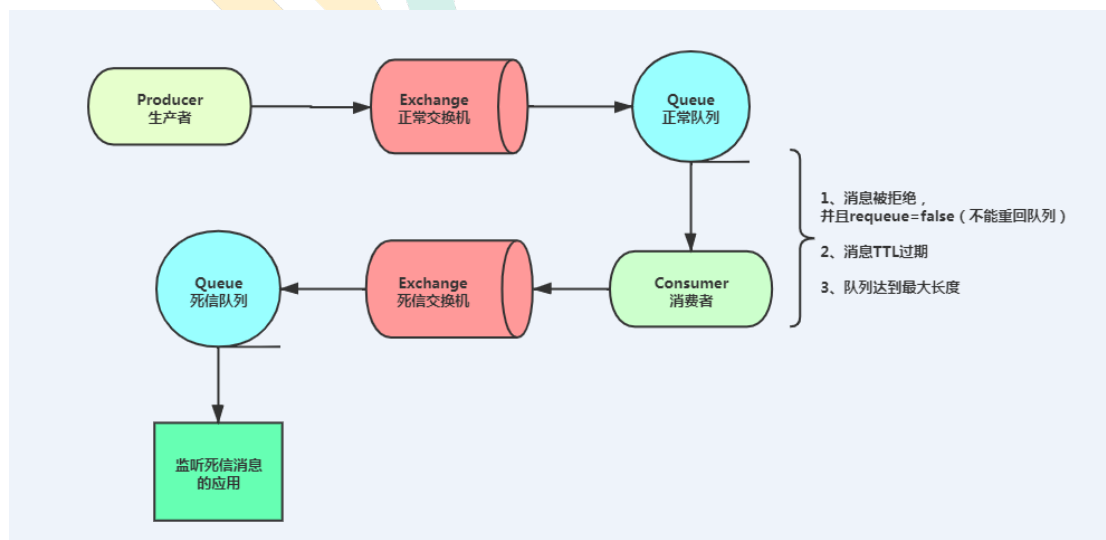 Producer
生产者
Exchange
正常交换机
Queue
正常队列
1、消息被拒绝，
并且requeue=false（不能重回队列）
2、消息TTL过期
3、队列达到最大长度
Queue
死信队列
Exchange
死信交换机
Consumer
消费者
监听死信消息
的应用